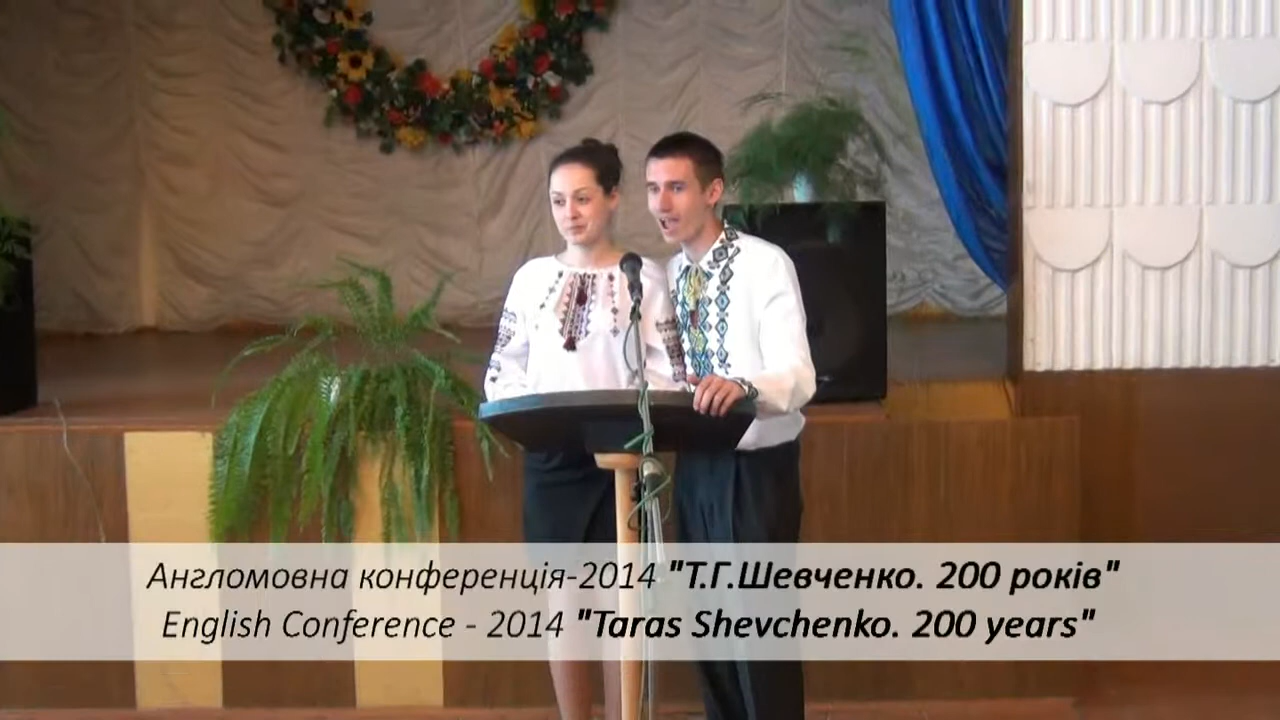 Англомовна конференція-2014 "Т.Г.Шевченко. 200 років"
English Conference - 2014 "Taras Shevchenko. 200 years"